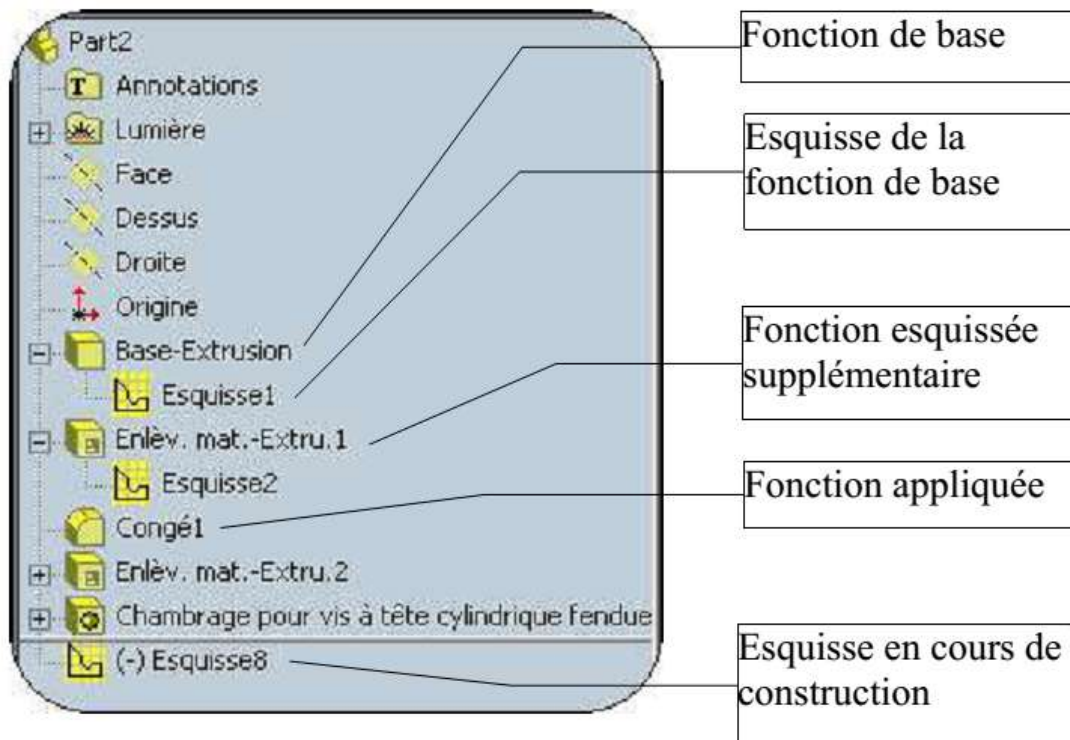 Part2
Annotations
Lumière
Face
Dessus
Droite
Origine
Base-Extrusion
Esquisse1
Enlèv. mat.-Extru.1
Esquisse2
Congé1
Enlèv. mat.-Extru.2
Chambrage pour vis à tête cylindrique fendue
(-) Esquisse8
Fonction de base
Esquisse de la
fonction de base
Fonction esquissée
supplémentaire
Fonction appliquée
Esquisse en cours de
construction